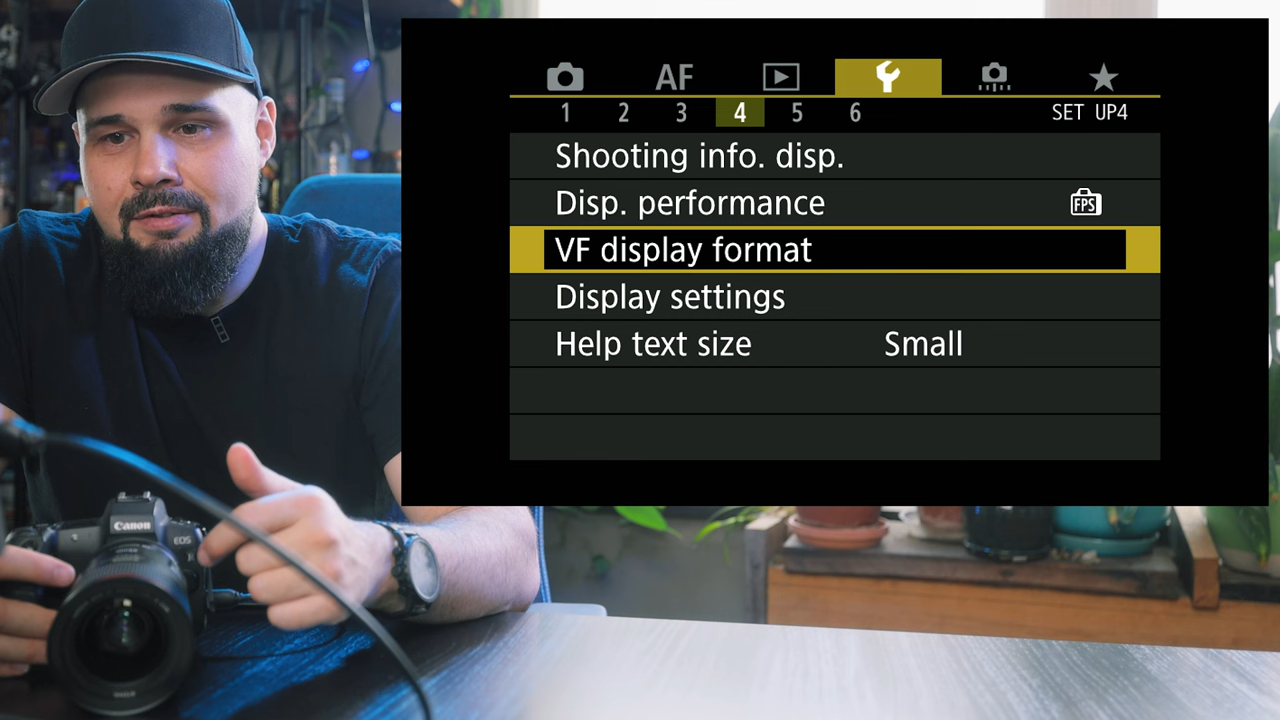 AF
1 2 3 4 5 6 SET UP4
Shooting info. disp.
Disp. performance FPS
VF display format
Display settings
Help text size Small
Canon
EOS
R